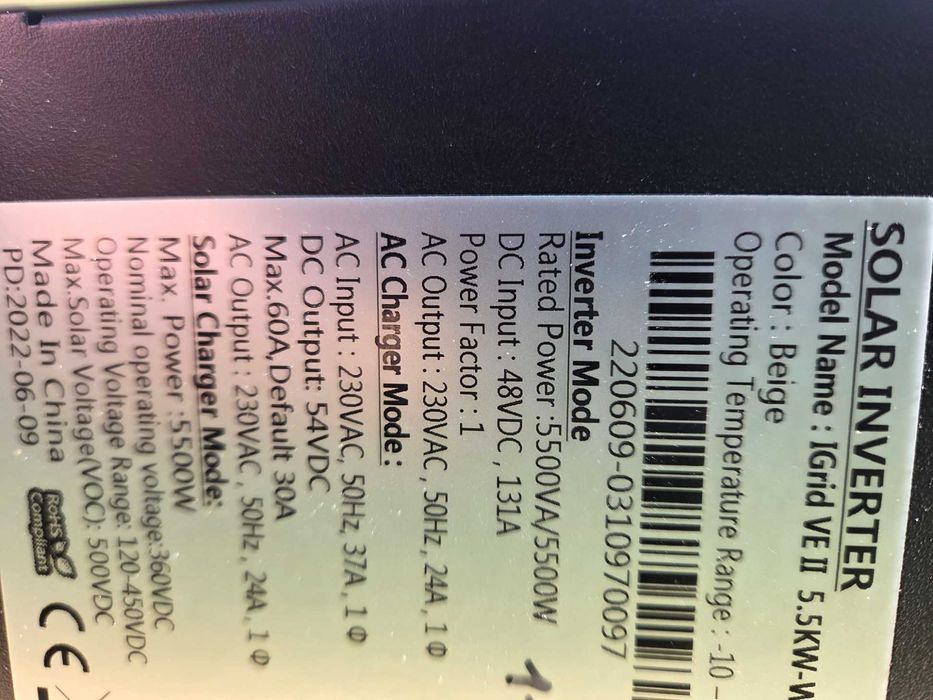 SOLAR INVERTER
Model Name : IGrid VE II 5.5KW-W
Color : Beige
Operating Temperature Range : -10
220609-0310970097
Inverter Mode
Rated Power :5500VA/5500W
DC Input : 48VDC , 131A
Power Factor :1
AC Output : 230VAC , 50Hz , 24A , 1 Φ
AC Charger Mode :
AC Input : 230VAC, 50Hz, 37A, 1 Φ
DC Output: 54VDC
Max.60A,Default 30A
AC Output : 230VAC , 50Hz , 24A, 1 Φ
Solar Charger Mode:
Max. Power :5500W
Nominal operating voltage:360VDC
Operating Voltage Range: 120-450VDC
Max.Solar Voltage(VOC): 500VDC
Made In China
PD:2022-06-09
RoHS
Compliant
CE